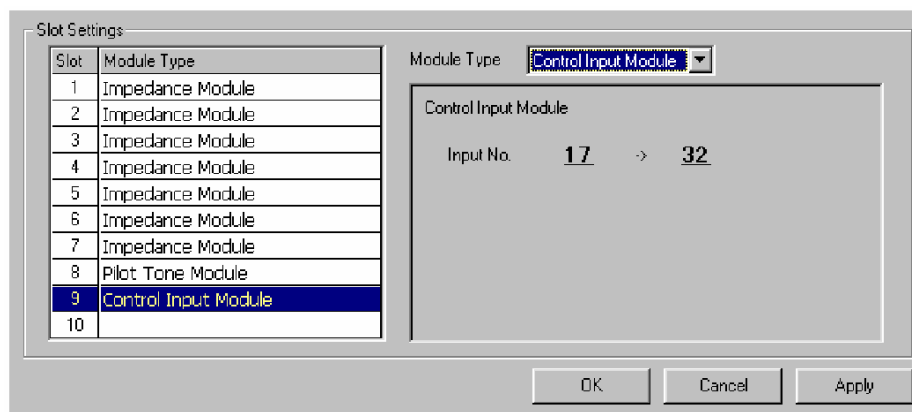 Slot Settings
Slot Module Type
1 Impedance Module
2 Impedance Module
3 Impedance Module
4 Impedance Module
5 Impedance Module
6 Impedance Module
7 Impedance Module
8 Pilot Tone Module
9 Control Input Module
10
Module Type Control Input Module
Control Input Module
Input No. 17 -> 32
OK Cancel Apply